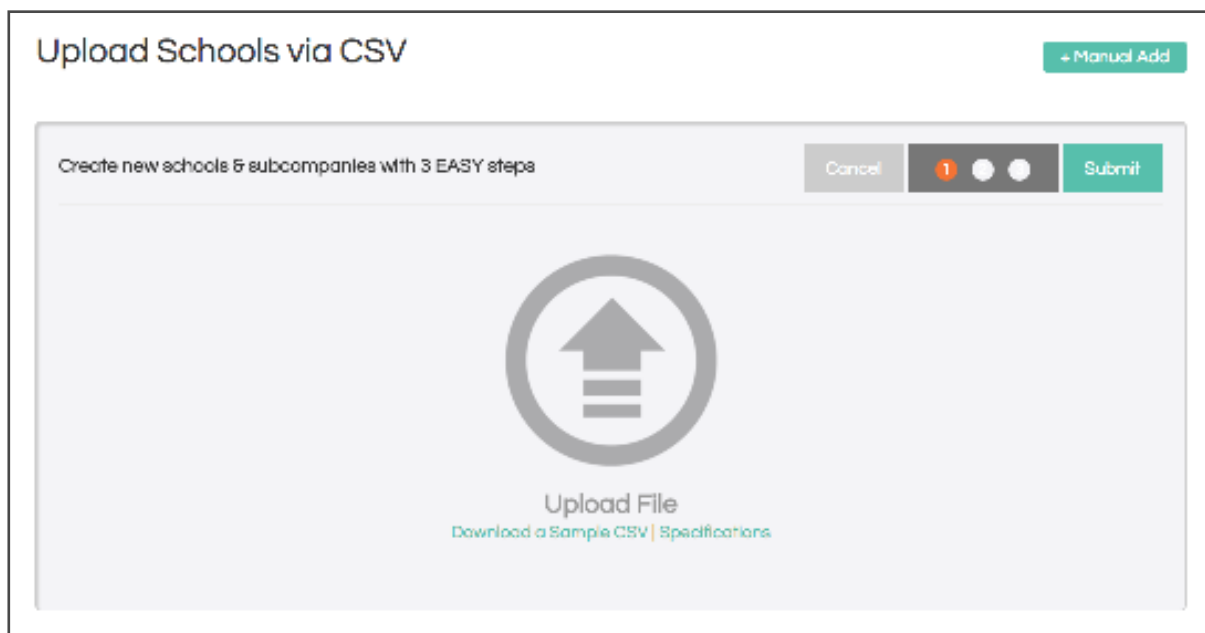 Upload Schools via CSV
+ Manual Add
Create new schools & subcompanies with 3 EASY steps
Cancel
1
Submit
Upload File
Download a Sample CSV | Specifications